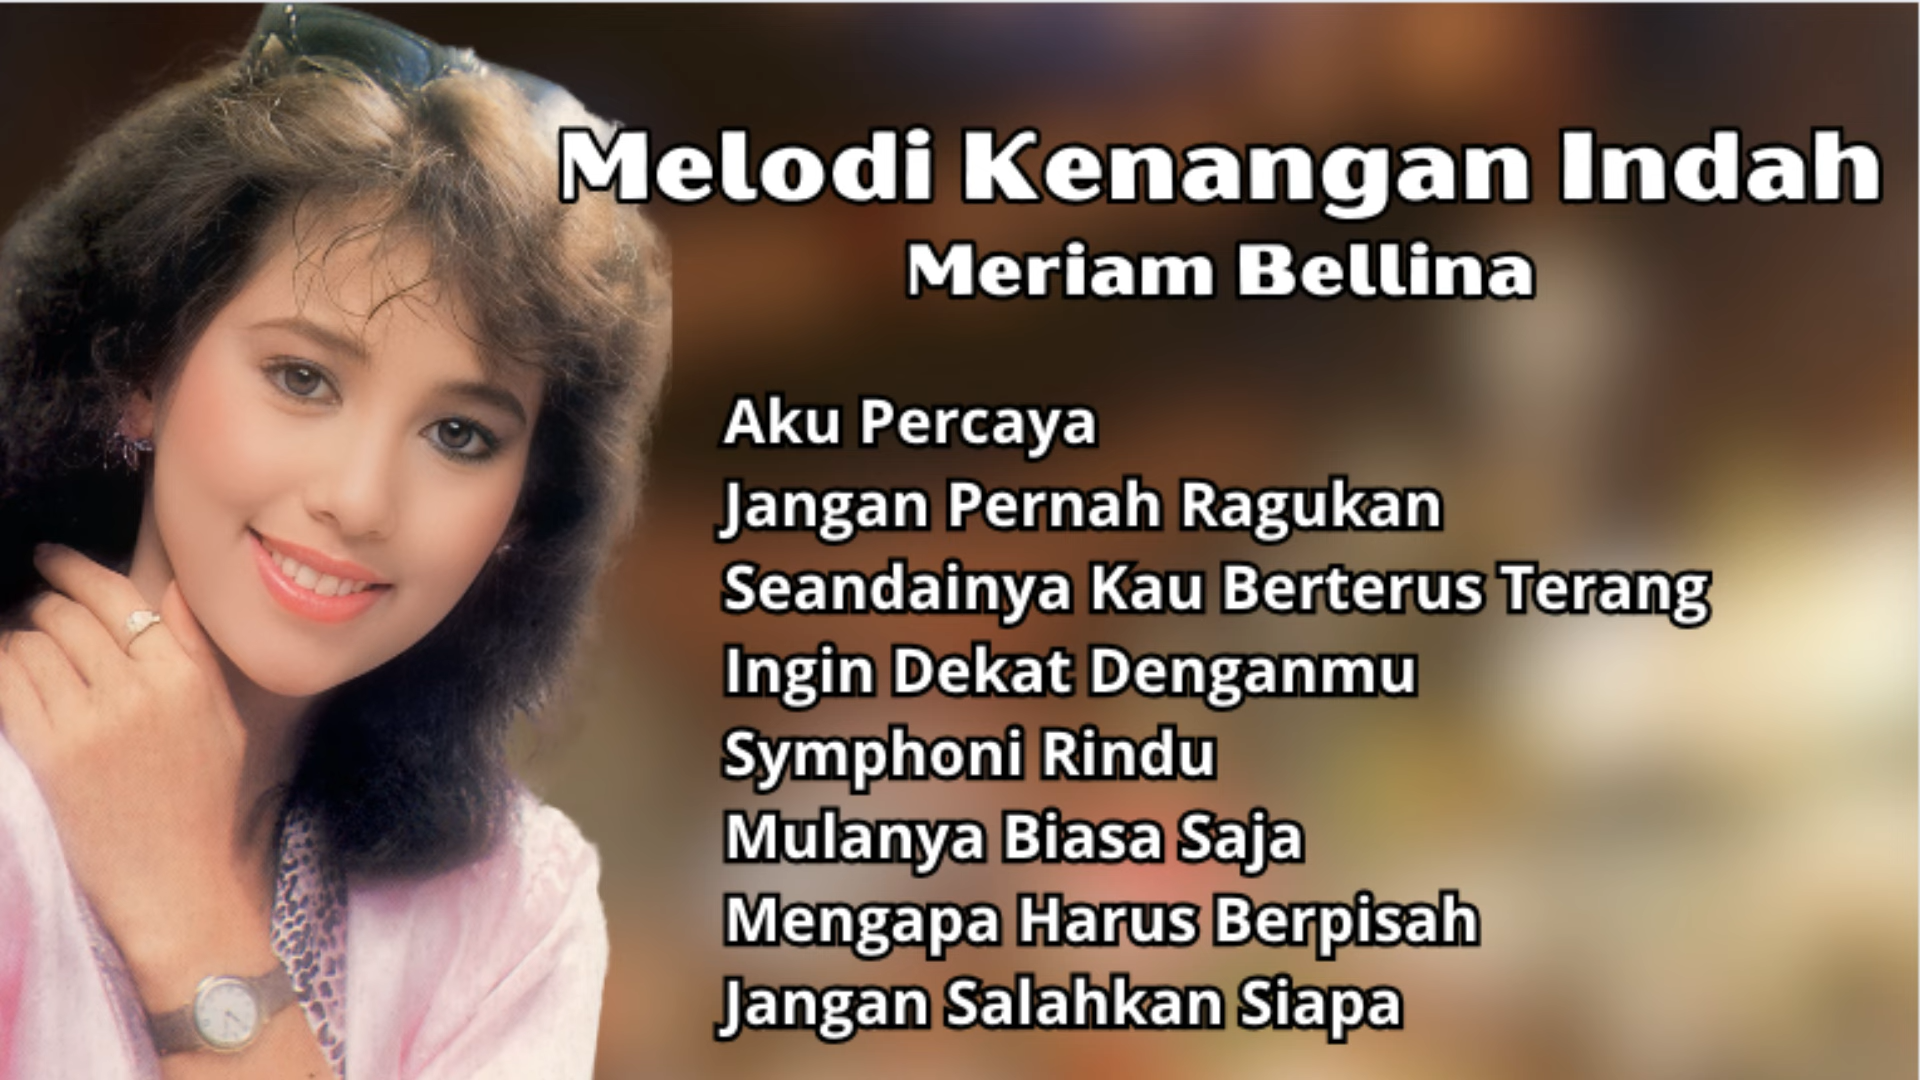 Melodi Kenangan Indah
Meriam Bellina
Aku Percaya
Jangan Pernah Ragukan
Seandainya Kau Berterus Terang
Ingin Dekat Denganmu
Symphoni Rindu
Mulanya Biasa Saja
Mengapa Harus Berpisah
Jangan Salahkan Siapa